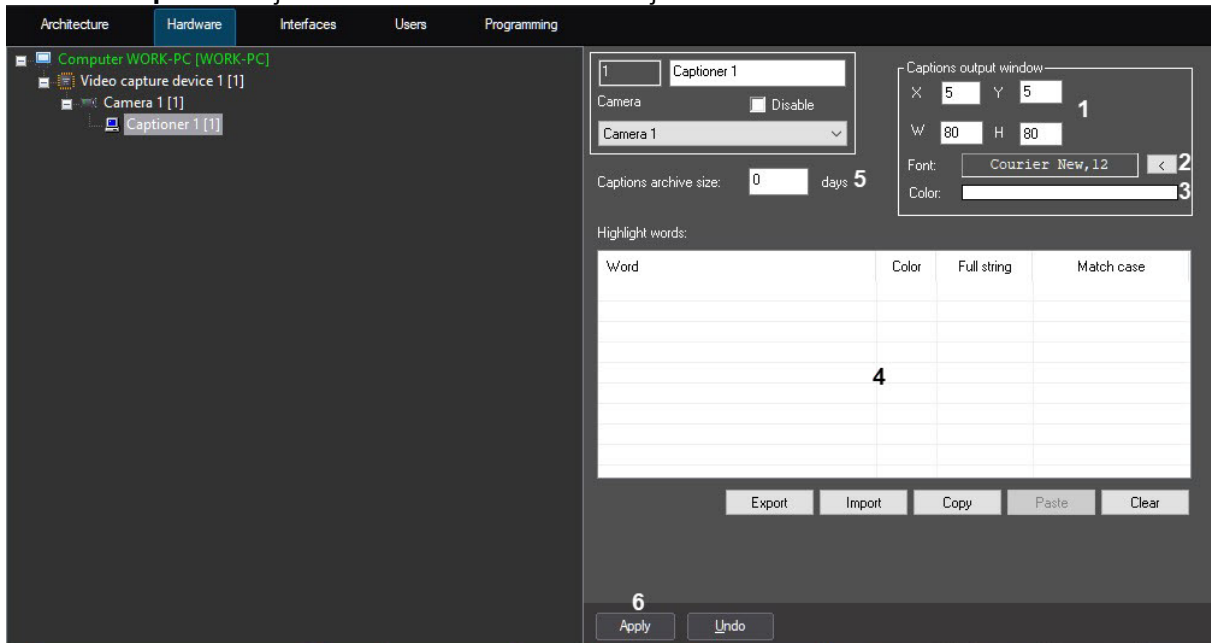 Architecture Hardware Interfaces Users Programming
Computer WORK-PC [WORK-PC]
Video capture device 1 [1]
Camera 1 [1]
Captioner 1 [1]
1 Captioner 1
Camera Disable
Camera 1
Captions archive size: 0 days 5
Captions output window
X 5 Y 5 1
W 80 H 80
Font: Courier New,12 < 2
Color: 3
Highlight words:
Word Color Full string Match case
4
Export Import Copy Paste Clear
6
Apply Undo